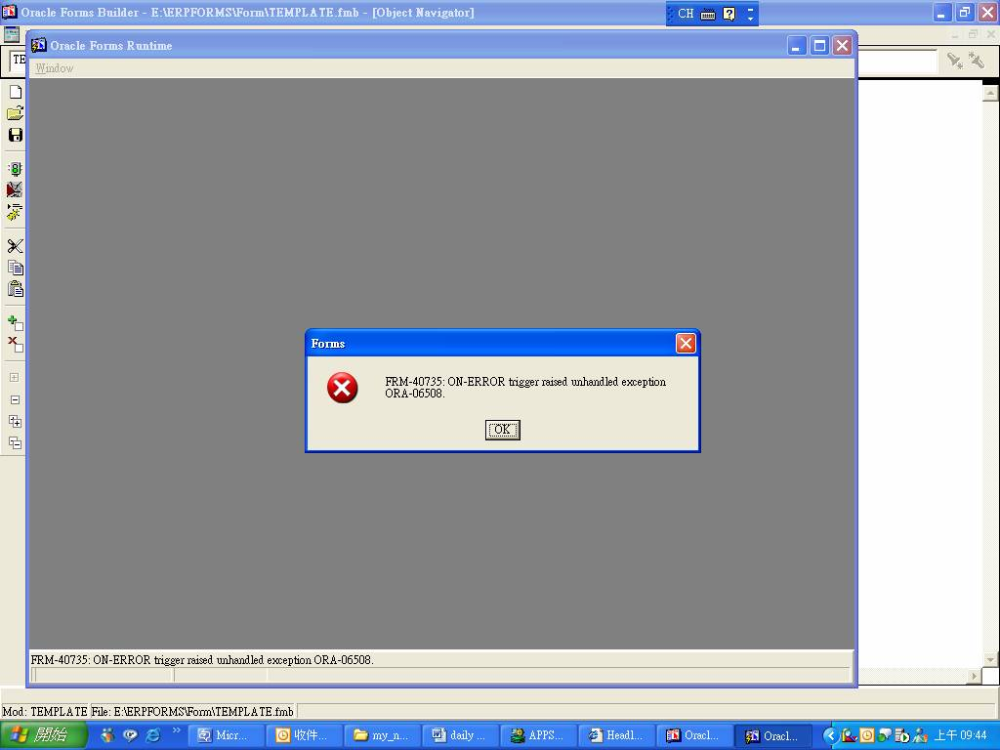 Oracle Forms Builder - E:\ERPFORMS\Form\TEMPLATE.fmb - [Object Navigator]
CH
Oracle Forms Runtime
TE
Window
Forms
FRM-40735: ON-ERROR trigger raised unhandled exception
ORA-06508.
OK
FRM-40735: ON-ERROR trigger raised unhandled exception ORA-06508.
Mod: TEMPLATE File: E:\ERPFORMS\Form\TEMPLATE.fmb
開始 Micr... 收件... my_n... daily ... APPS... Headl... Oracl... Oracl... 上午 09:44